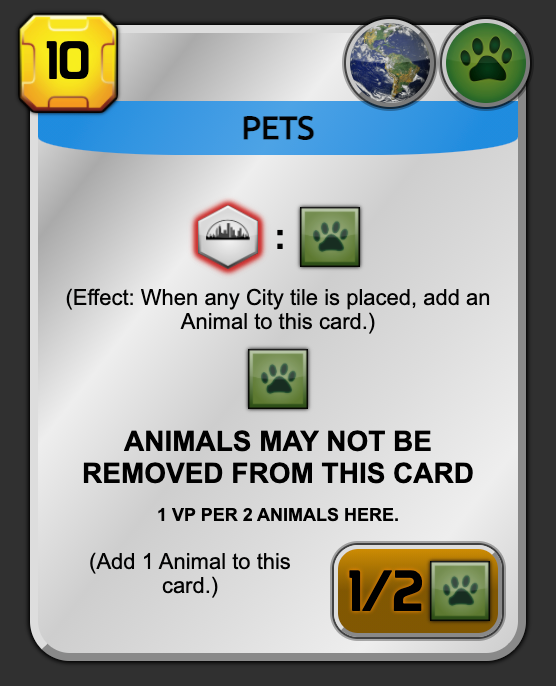 10
PETS
:
(Effect: When any City tile is placed, add an
Animal to this card.)
ANIMALS MAY NOT BE
REMOVED FROM THIS CARD
1 VP PER 2 ANIMALS HERE.
(Add 1 Animal to this
card.)
1/2